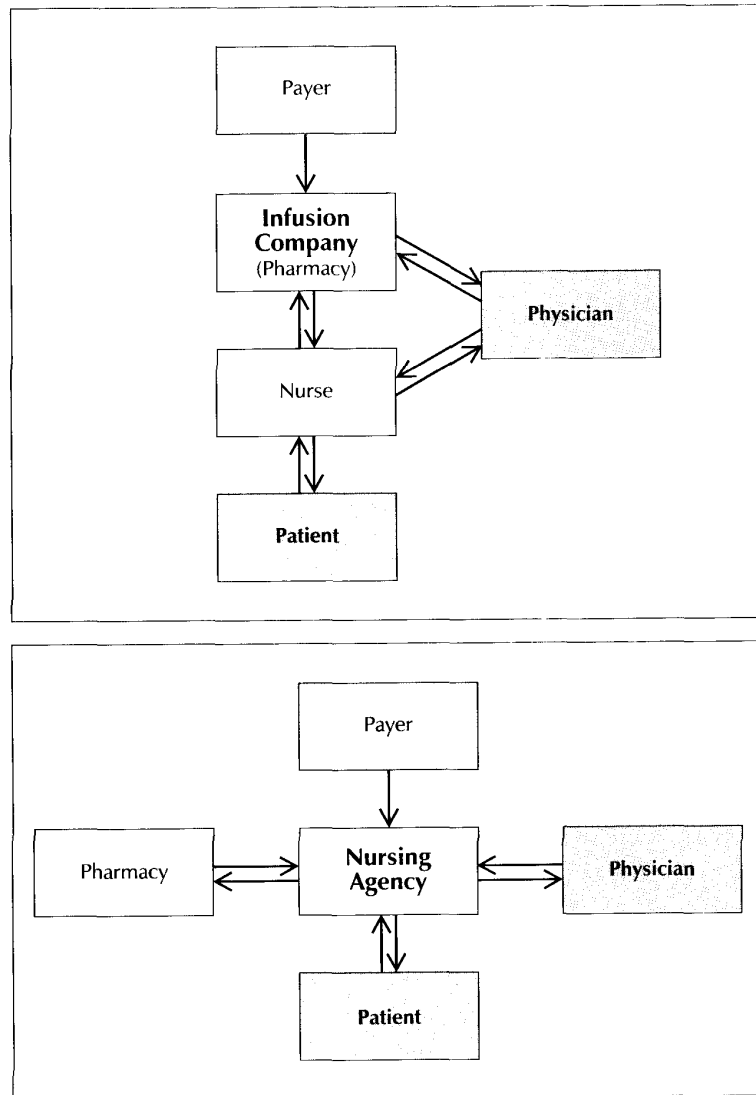 Payer
Infusion
Company
(Pharmacy)
Physician
Nurse
Patient
Payer
Pharmacy
Nursing
Agency
Physician
Patient